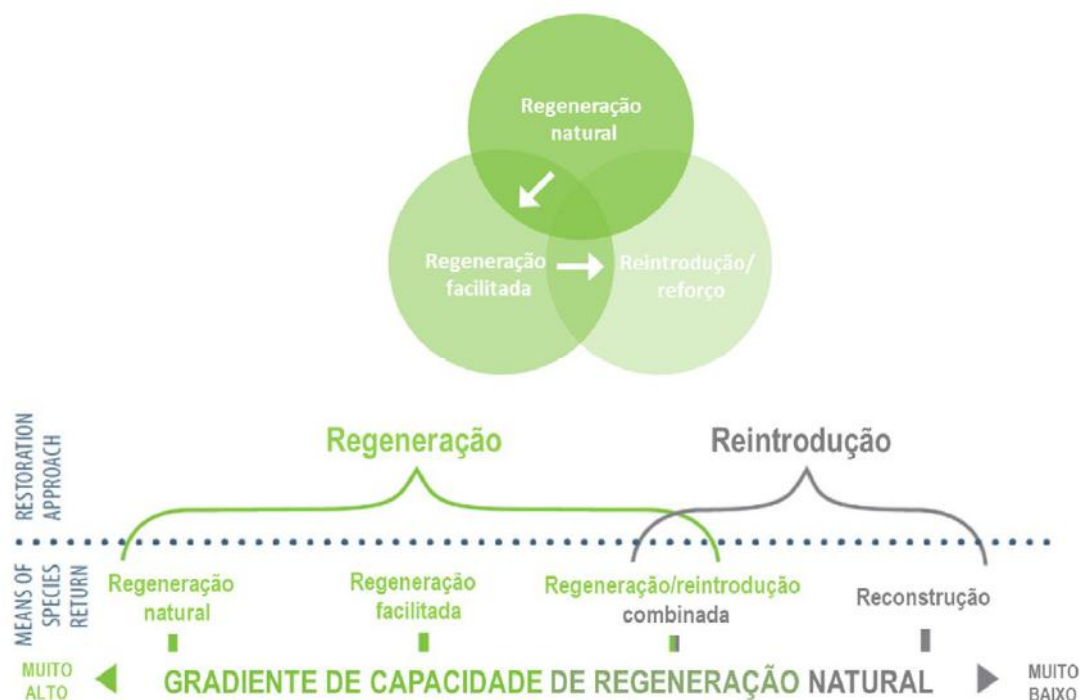 Regeneração
natural
Regeneração
facilitada
Reintrodução/
reforço
RESTORATION
APPROACH
Regeneração
Reintrodução
MEANS OF
SPECIES
RETURN
Regeneração
natural
Regeneração
facilitada
Regeneração/reintrodução
combinada
Reconstrução
MUITO
ALTO
GRADIENTE DE CAPACIDADE DE REGENERAÇÃO NATURAL
MUITO
BAIXO